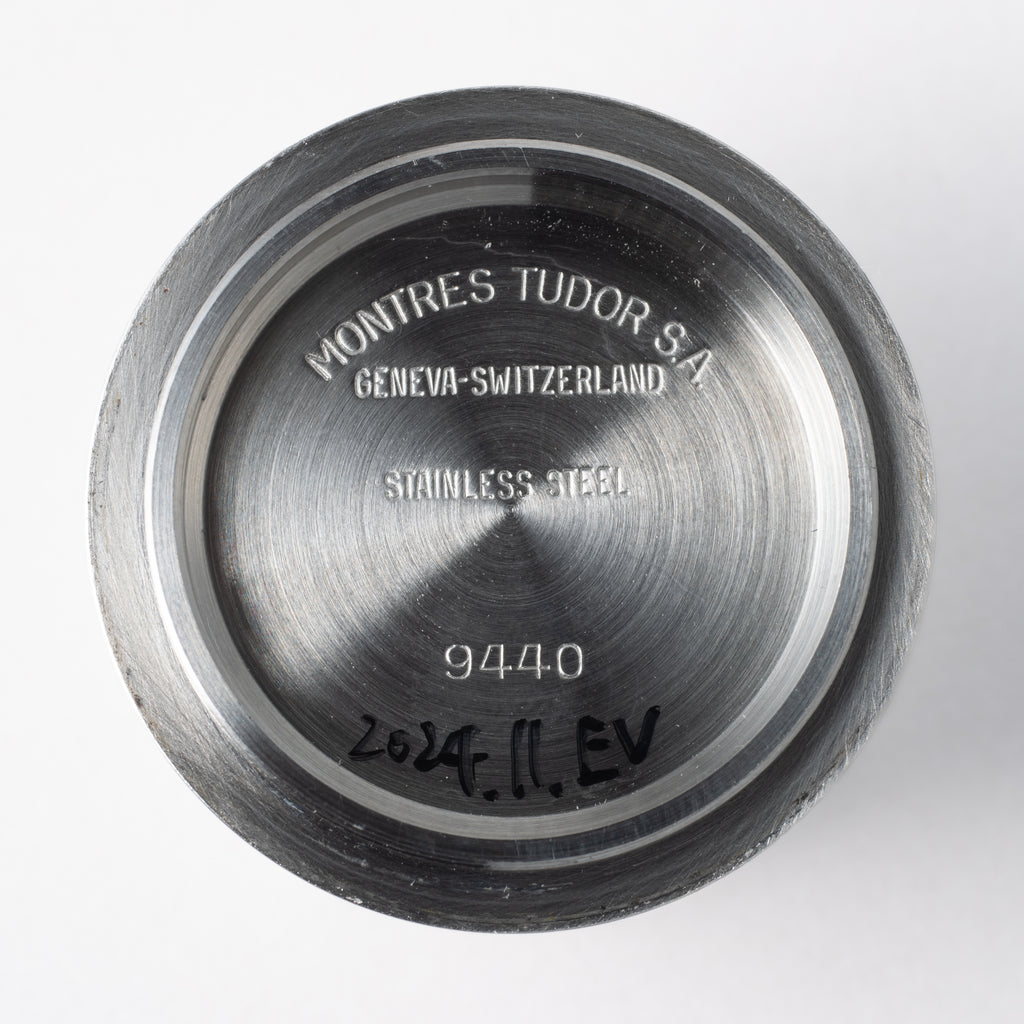 MONTRES TUDOR S.A.
GENEVA-SWITZERLAND
STAINLESS STEEL
9440
2024.11.EV